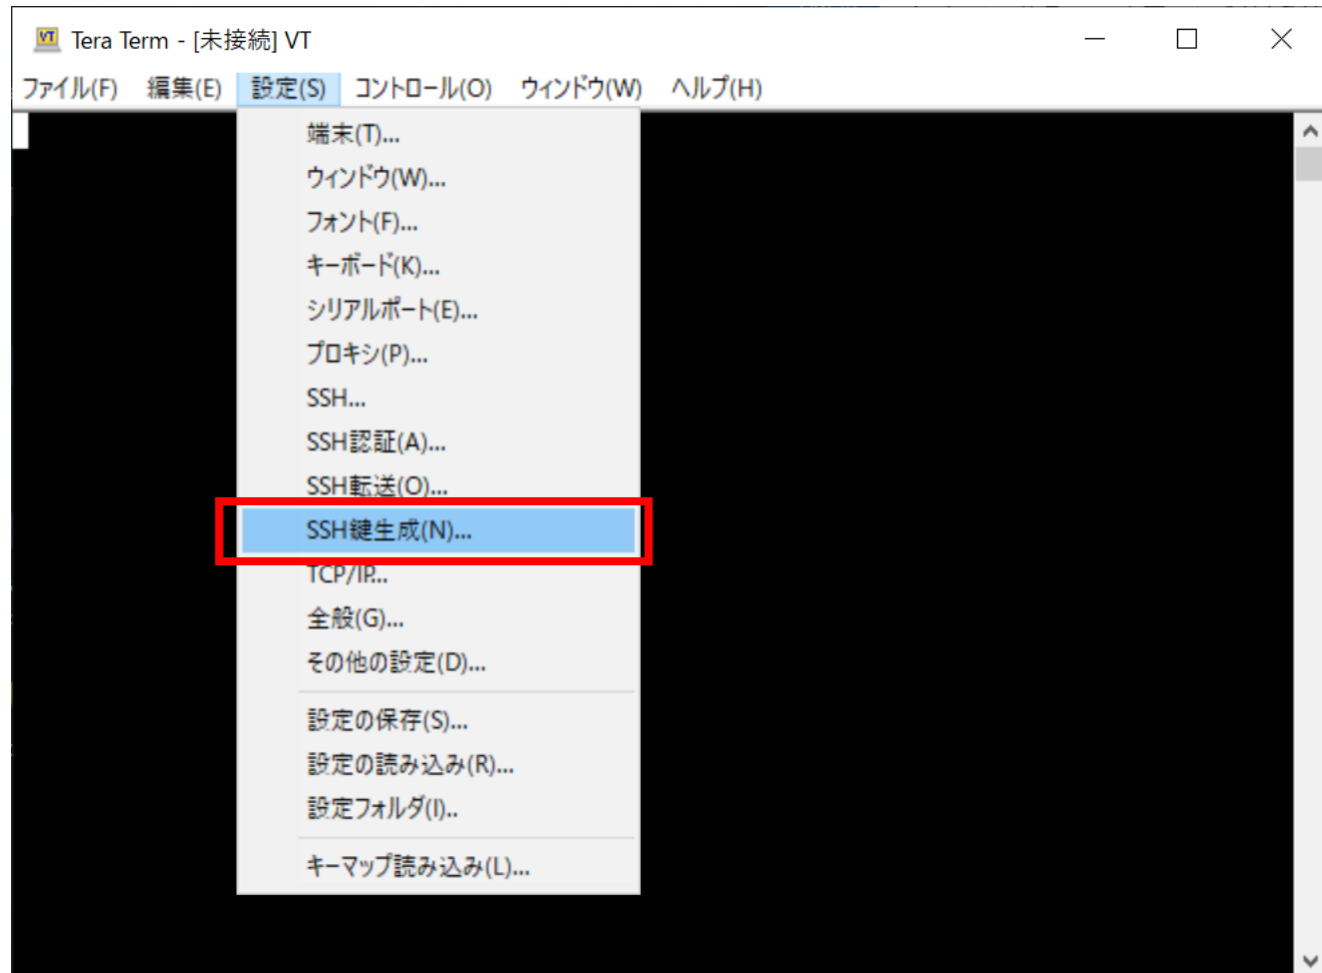 Tera Term - [未接続] VT
ファイル(F) 編集(E) 設定(S) コントロール(O) ウィンドウ(W) ヘルプ(H)
端末(T)...
ウィンドウ(W)...
フォント(F)...
キーボード(K)...
シリアルポート(E)...
プロキシ(P)...
SSH...
SSH認証(A)...
SSH転送(O)...
SSH鍵生成(N)...
TCP/IP...
全般(G)...
その他の設定(D)...
設定の保存(S)...
設定の読み込み(R)...
設定フォルダ(I)..
キーマップ読み込み(L)...